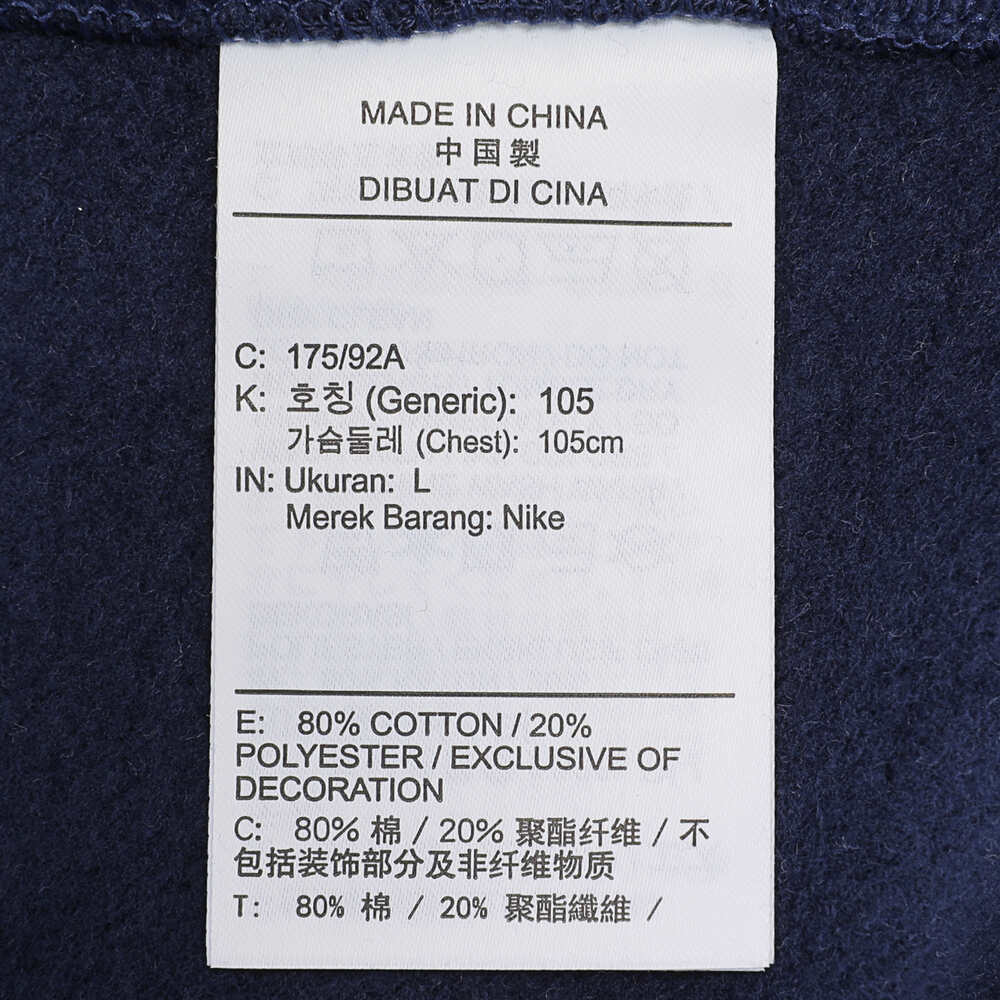 MADE IN CHINA
中国製
DIBUAT DI CINA
C: 175/92A
K: 호칭 (Generic): 105
가슴둘레 (Chest): 105cm
IN: Ukuran: L
Merek Barang: Nike
E: 80% COTTON / 20%
POLYESTER / EXCLUSIVE OF
DECORATION
C: 80% 棉 / 20% 聚酯纤维 / 不
包括装饰部分及非纤维物质
T: 80% 棉 / 20% 聚酯纖維 /